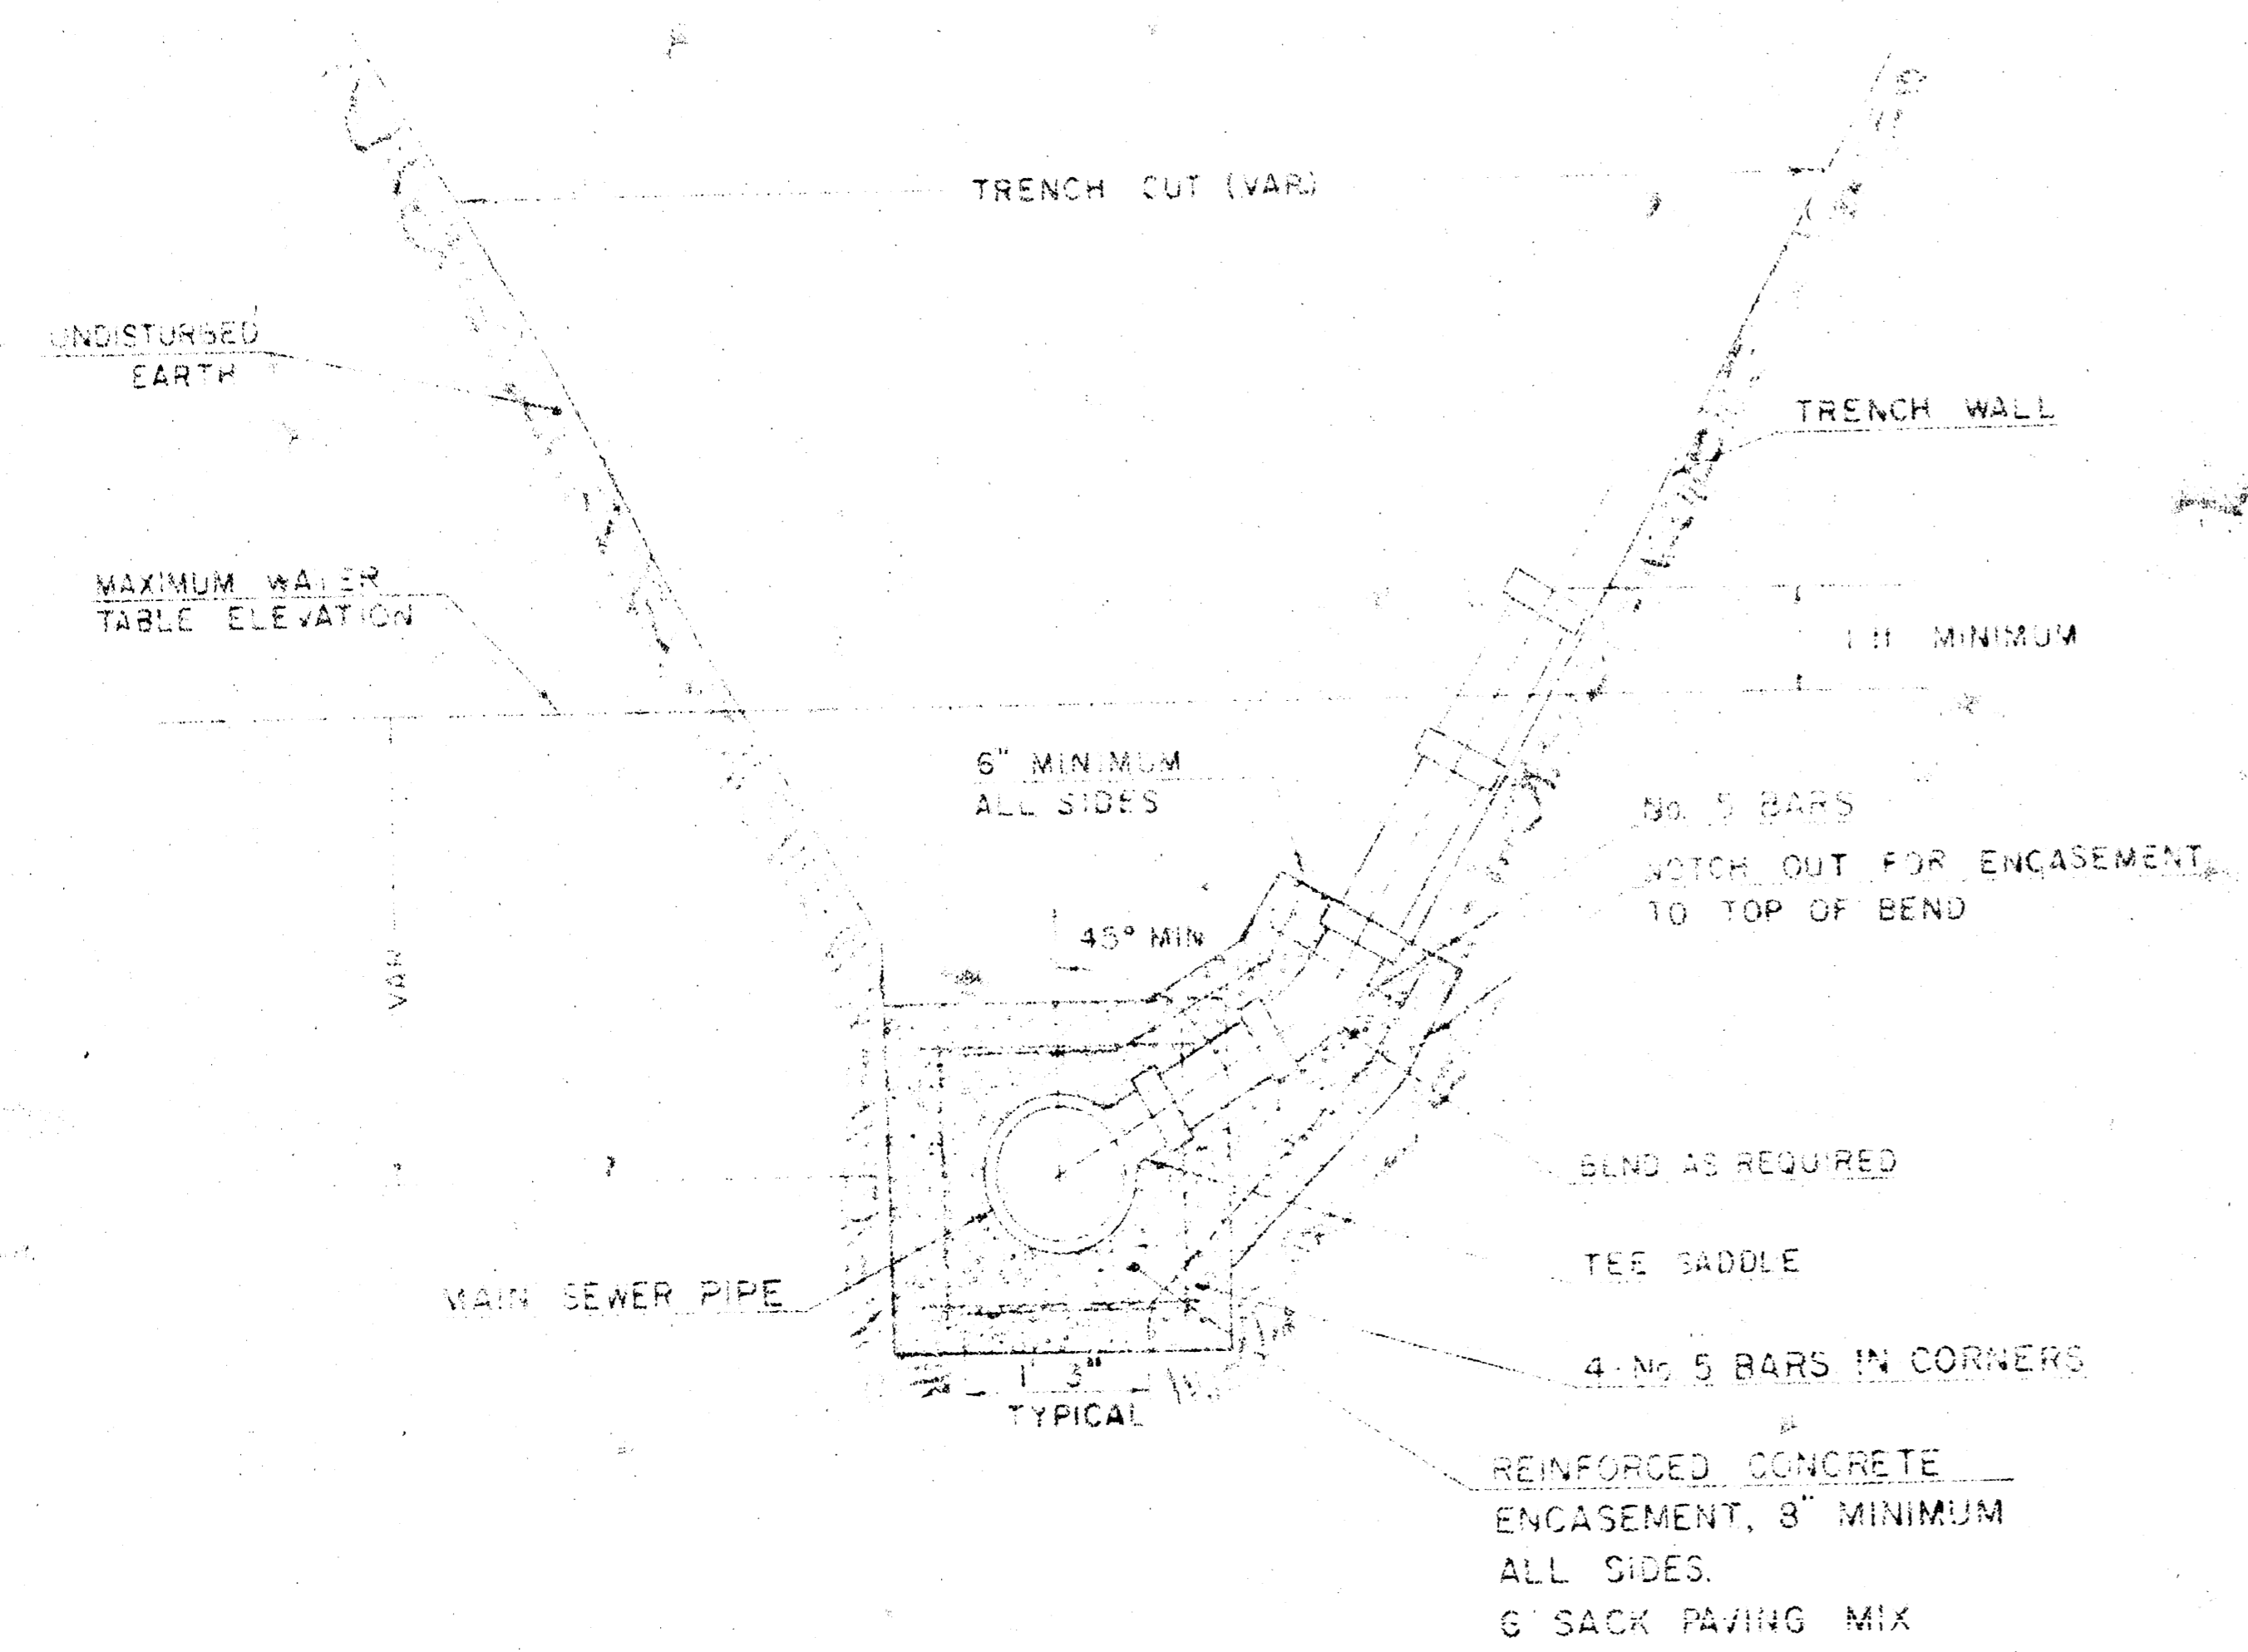 TRENCH CUT (VAR.)
UNDISTURBED
EARTH
TRENCH WALL
MAXIMUM WATER
TABLE ELEVATION
MINIMUM
6" MINIMUM
ALL SIDES
No. 5 BARS
NOTCH OUT FOR ENCASEMENT
TO TOP OF BEND
45° MIN
VAR
BEND AS REQUIRED
TEE SADDLE
MAIN SEWER PIPE
4-No 5 BARS IN CORNERS
1' 3"
TYPICAL
REINFORCED CONCRETE
ENCASEMENT, 8" MINIMUM
ALL SIDES.
6 SACK PAVING MIX